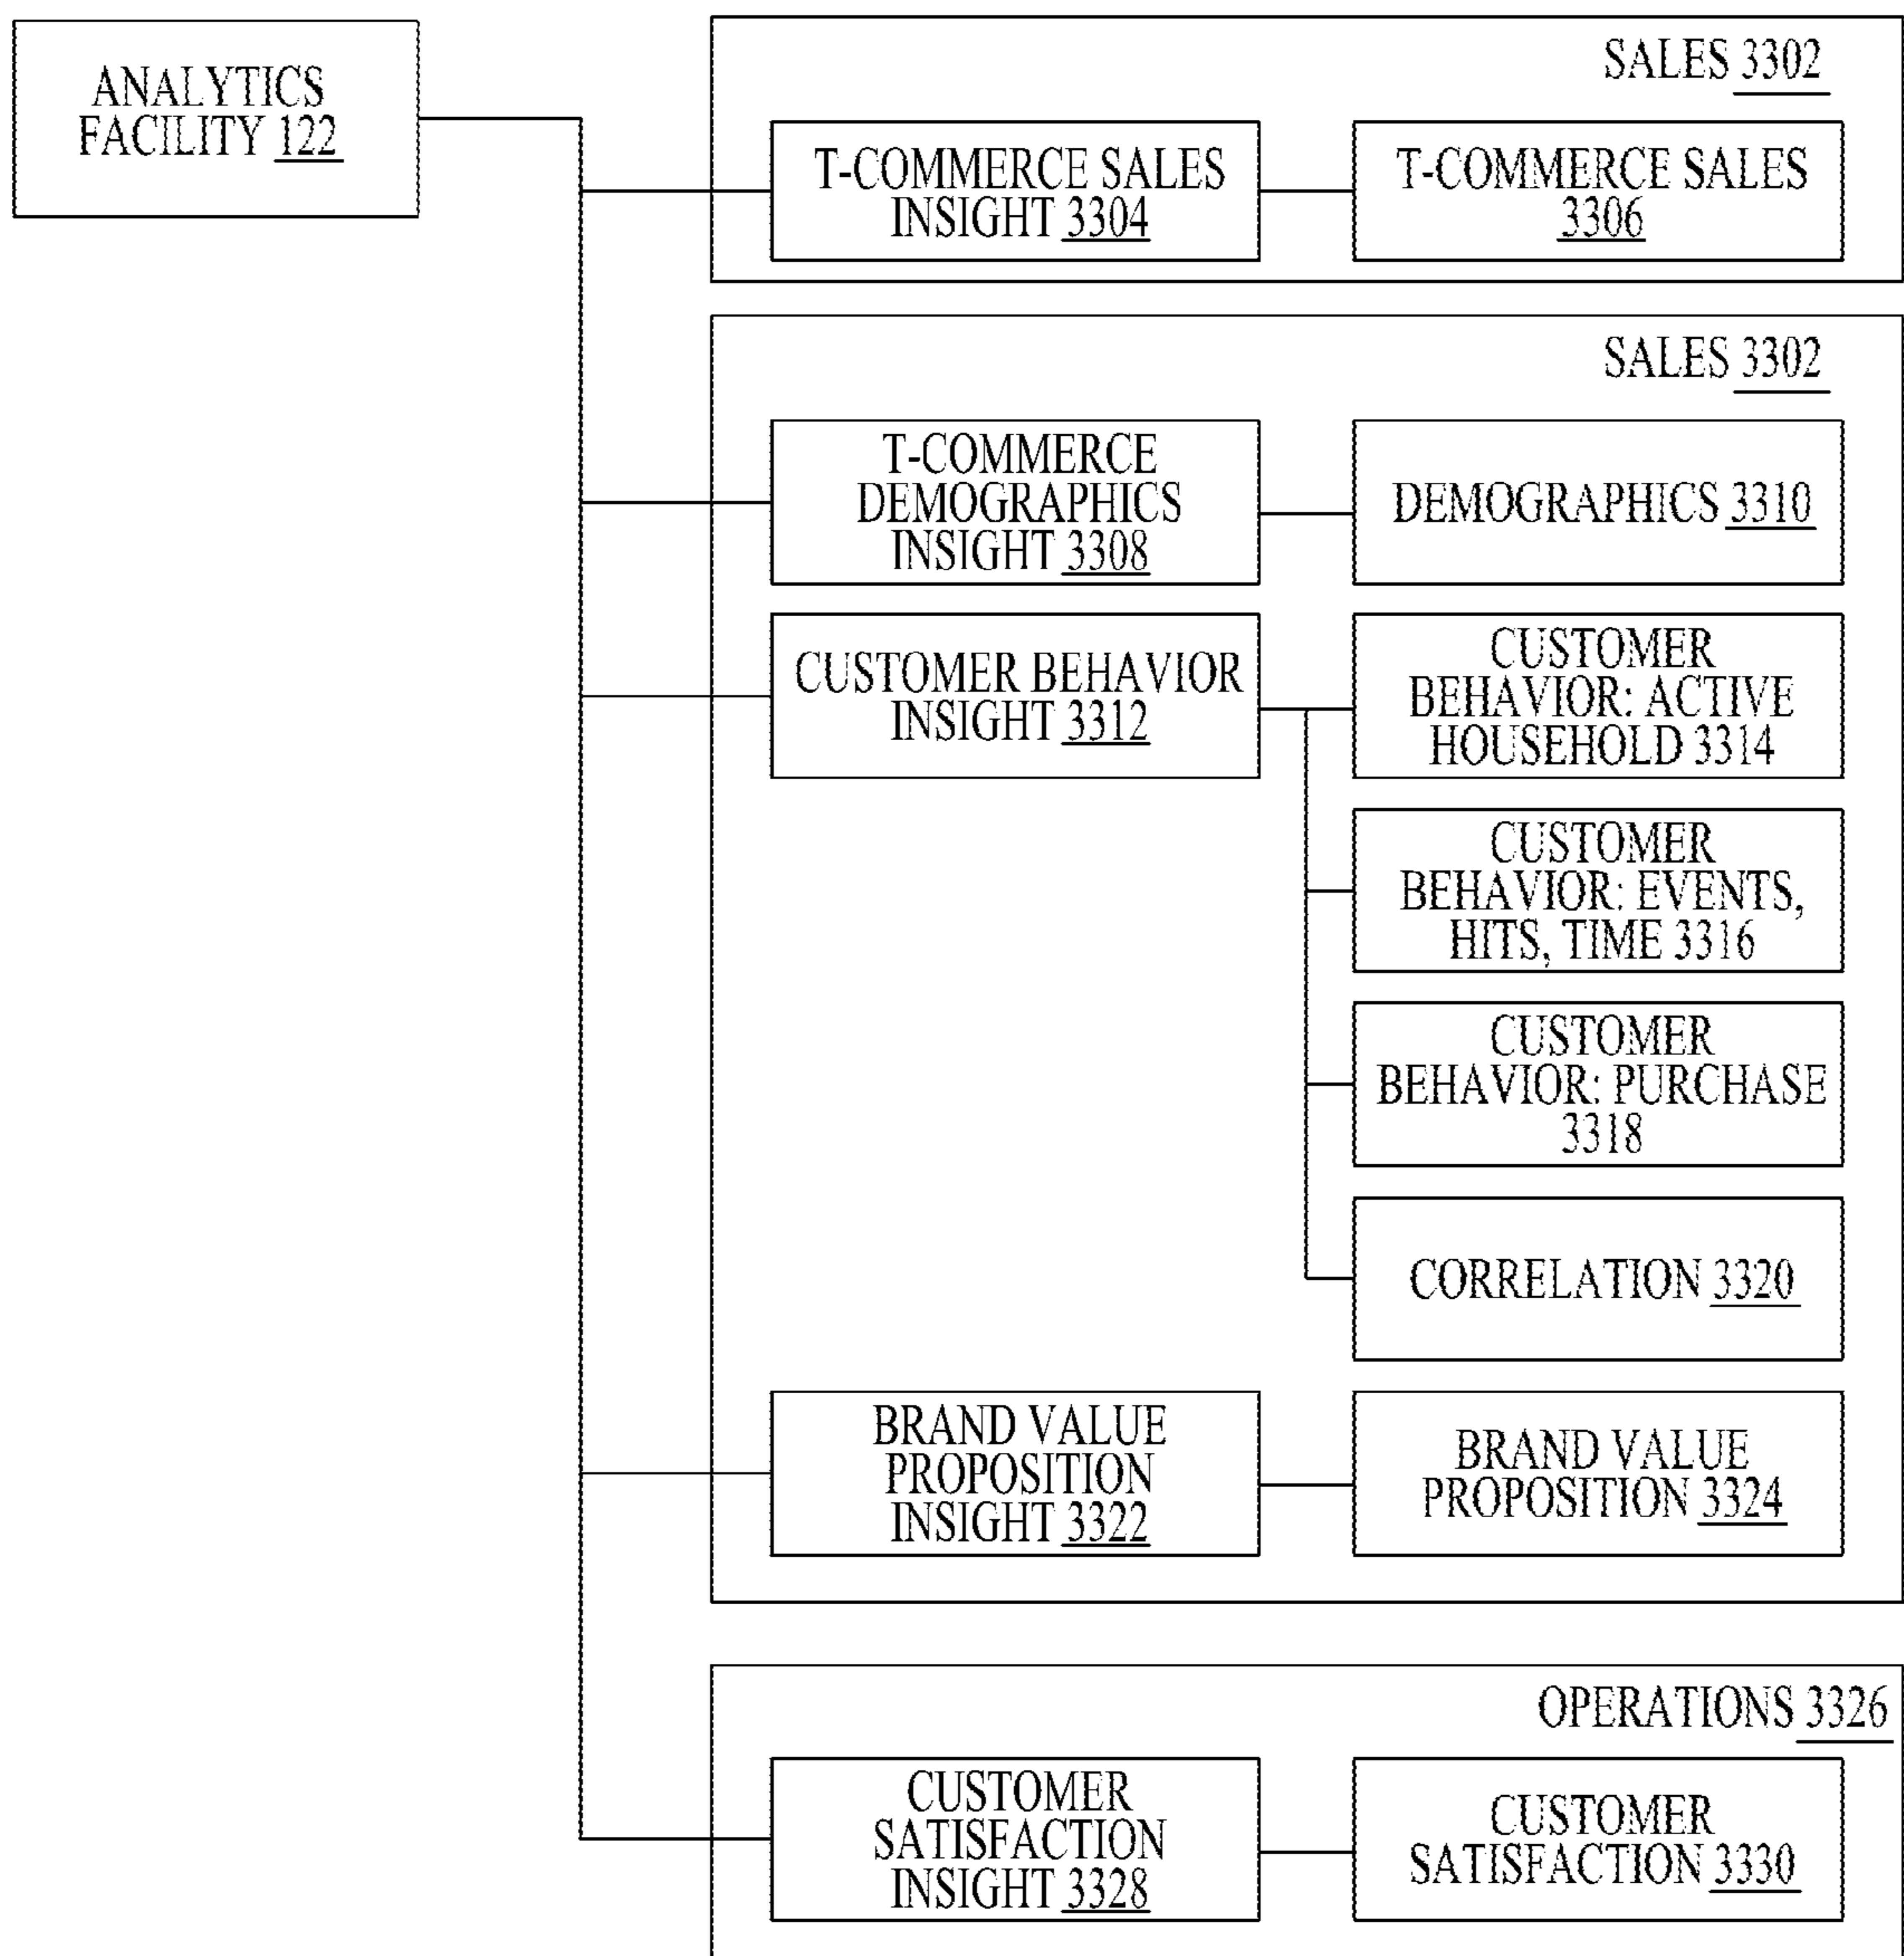 ANALYTICS
FACILITY 122
SALES 3302
T-COMMERCE SALES
INSIGHT 3304
T-COMMERCE SALES
3306
SALES 3302
T-COMMERCE
DEMOGRAPHICS
INSIGHT 3308
DEMOGRAPHICS 3310
CUSTOMER BEHAVIOR
INSIGHT 3312
CUSTOMER
BEHAVIOR: ACTIVE
HOUSEHOLD 3314
CUSTOMER
BEHAVIOR: EVENTS,
HITS, TIME 3316
CUSTOMER
BEHAVIOR: PURCHASE
3318
CORRELATION 3320
BRAND VALUE
PROPOSITION
INSIGHT 3322
BRAND VALUE
PROPOSITION 3324
OPERATIONS 3326
CUSTOMER
SATISFACTION
INSIGHT 3328
CUSTOMER
SATISFACTION 3330